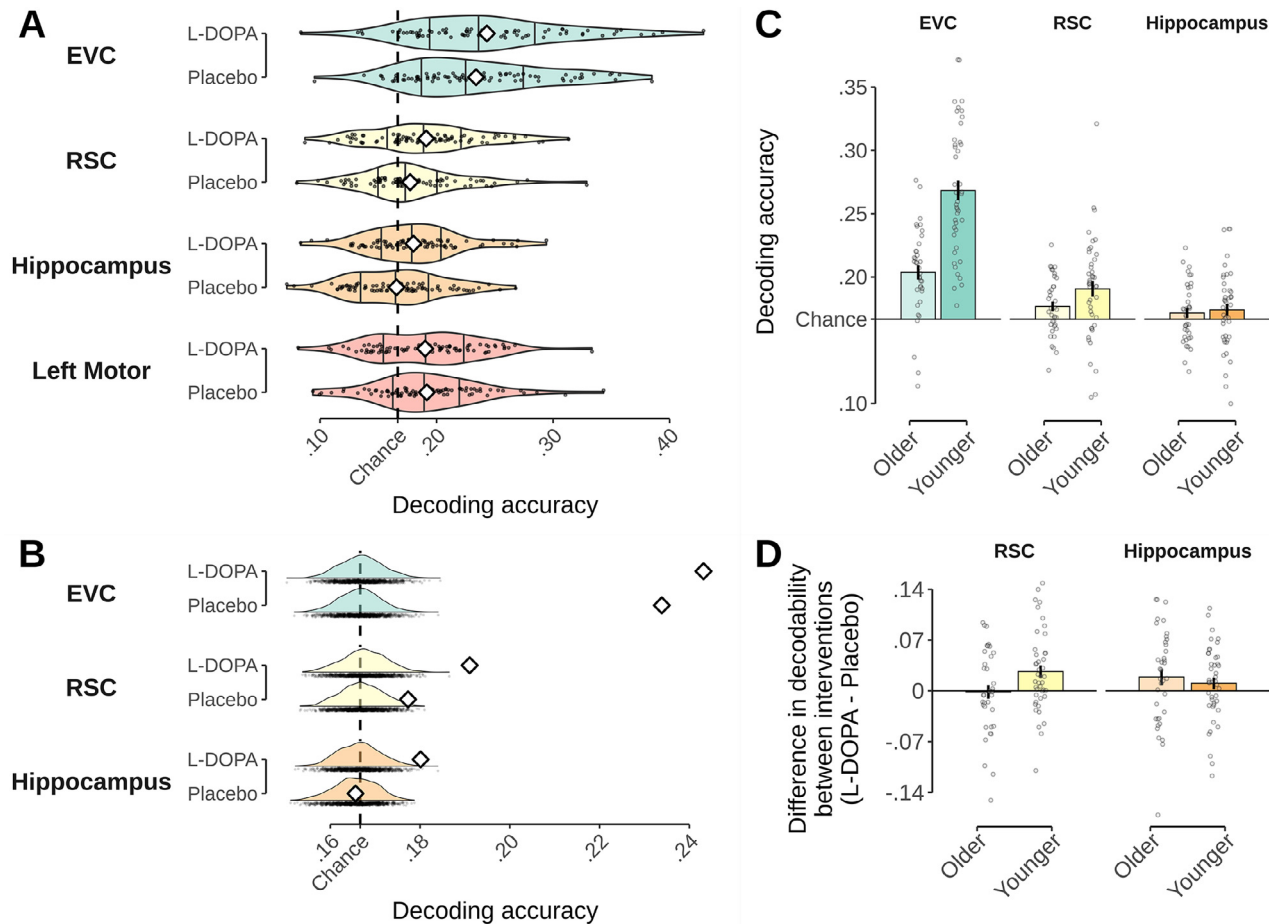 A
EVC
L-DOPA
Placebo
RSC
L-DOPA
Placebo
Hippocampus
L-DOPA
Placebo
Left Motor
L-DOPA
Placebo
.10
Chance
.20
.30
.40
Decoding accuracy
B
EVC
L-DOPA
Placebo
RSC
L-DOPA
Placebo
Hippocampus
L-DOPA
Placebo
.16
Chance
.18
.20
.22
.24
Decoding accuracy
C
EVC
RSC
Hippocampus
Decoding accuracy
.35
.30
.25
.20
Chance
.10
Older
Younger
Older
Younger
Older
Younger
D
RSC
Hippocampus
Difference in decodability
between interventions
(L-DOPA - Placebo)
.14
.07
0
-.07
-.14
Older
Younger
Older
Younger